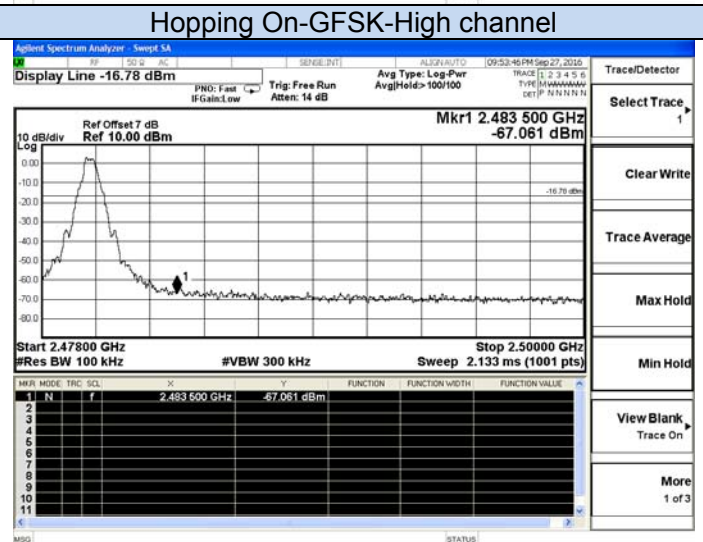 Hopping On-GFSK-High channel
Agilent Spectrum Analyzer - Swept SA
RF 50 Ω AC SENSE:INT ALIGNAUTO 09:53:46 PM Sep 27, 2016
Display Line -16.78 dBm
PNO: Fast
IFGain:Low
Trig: Free Run
Atten: 14 dB
Avg Type: Log-Pwr
Avg|Hold:>100/100
TRACE 1 2 3 4 5 6
TYPE MWWWWW
DET P NNNNN
Trace/Detector
Select Trace
1
Clear Write
Trace Average
Max Hold
Min Hold
View Blank
Trace On
More
1 of 3
Ref Offset 7 dB
10 dB/div Ref 10.00 dBm
Log
Mkr1 2.483 500 GHz
-67.061 dBm
0.00
-10.0
-20.0
-30.0
-40.0
-50.0
-60.0
-70.0
-80.0
-16.78 dBm
1
Start 2.47800 GHz
Stop 2.50000 GHz
#Res BW 100 kHz #VBW 300 kHz Sweep 2.133 ms (1001 pts)
MKR MODE TRC SCL X Y FUNCTION FUNCTION WIDTH FUNCTION VALUE
1 N f 2.483 500 GHz -67.061 dBm
2
3
4
5
6
7
8
9
10
11
MSG STATUS